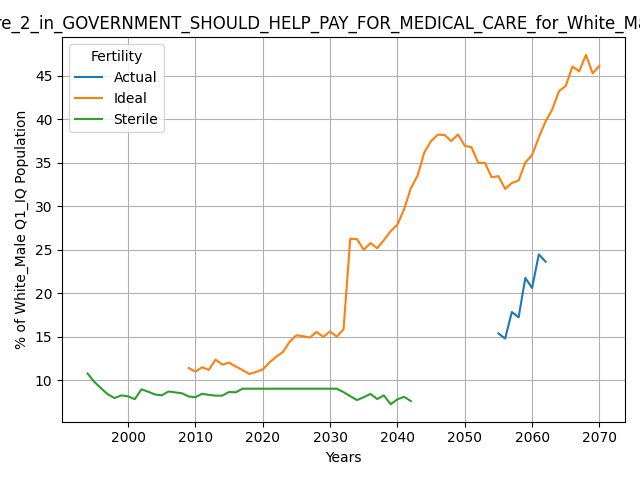 re_2_in_GOVERNMENT_SHOULD_HELP_PAY_FOR_MEDICAL_CARE_for_White_Ma
Fertility
Actual
Ideal
Sterile
% of White_Male Q1_IQ Population
45
40
35
30
25
20
15
10
2000 2010 2020 2030 2040 2050 2060 2070
Years